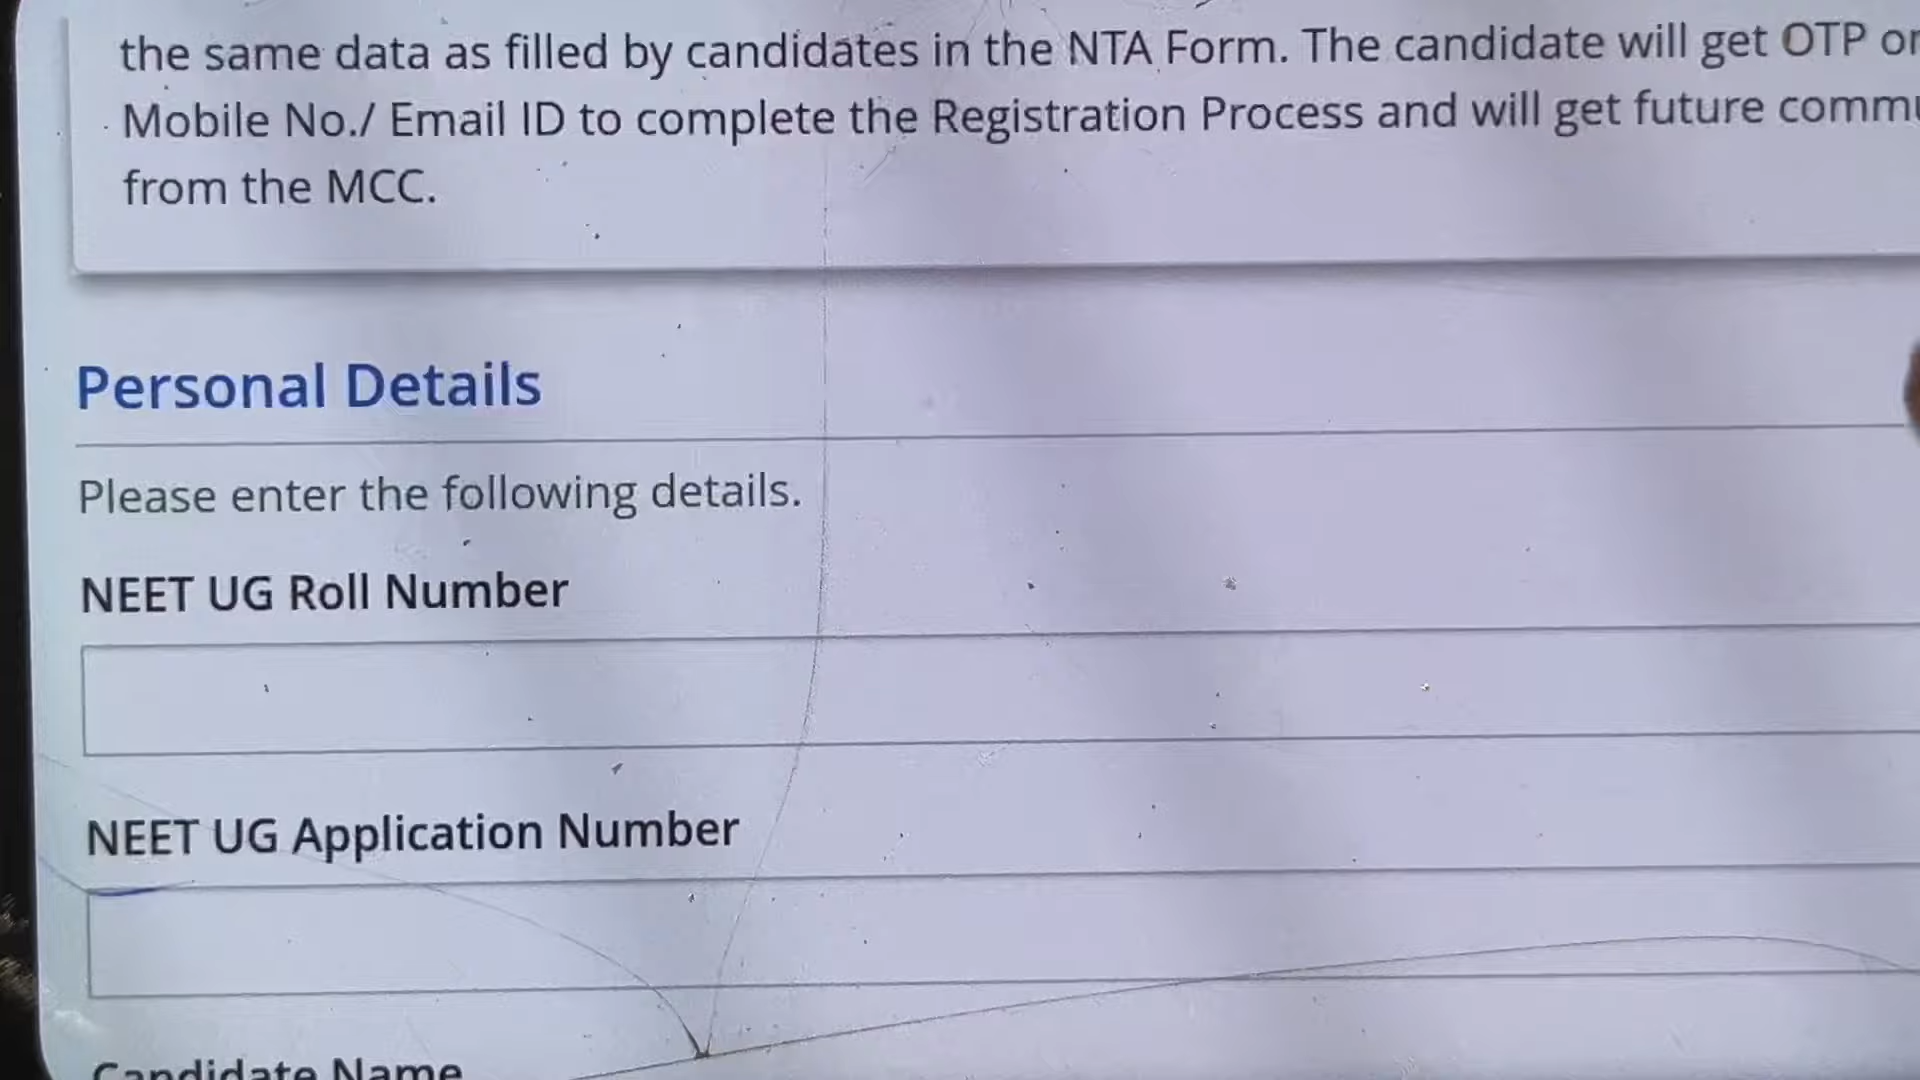 the same data as filled by candidates in the NTA Form. The candidate will get OTP
Mobile No./ Email ID to complete the Registration Process and will get future
from the MCC.
Personal Details
Please enter the following details.
NEET UG Roll Number
NEET UG Application Number
Candidate Name